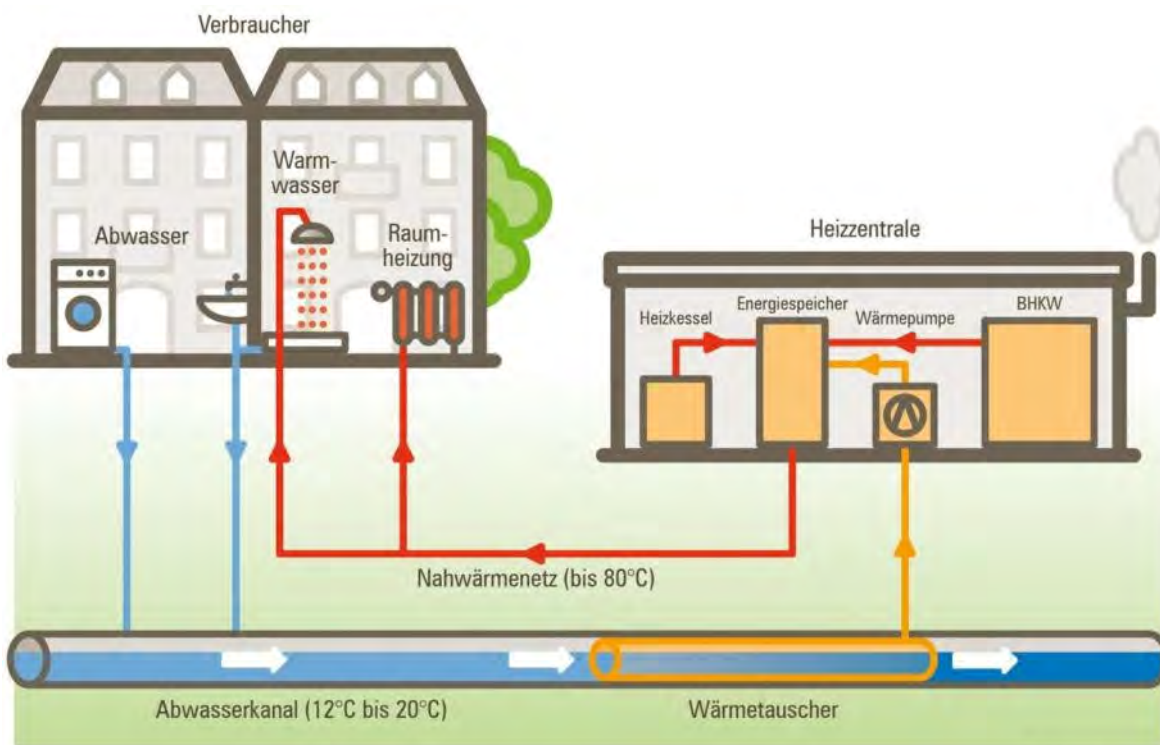 Verbraucher
Warm-
wasser
Abwasser
Raum-
heizung
Heizzentrale
Heizkessel
Energiespeicher
Wärmepumpe
BHKW
Nahwärmenetz (bis 80°C)
Abwasserkanal (12°C bis 20°C)
Wärmetauscher